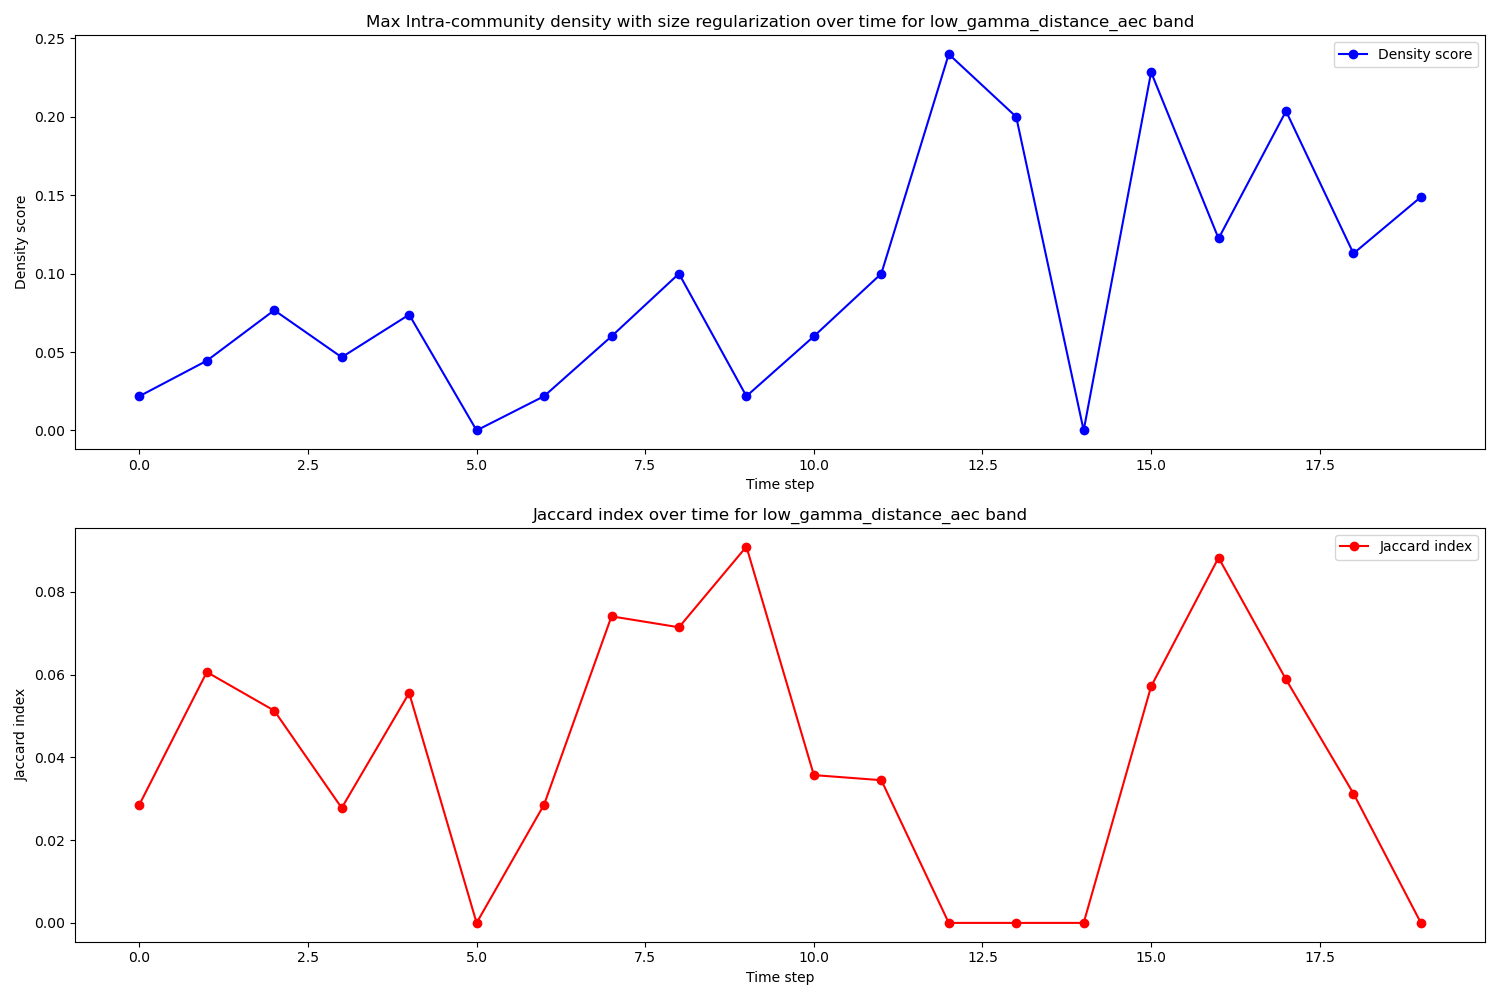 Max Intra-community density with size regularization over time for low_gamma_distance_aec band
Density score
0.25
0.20
0.15
0.10
0.05
0.00
Density score
0.0 2.5 5.0 7.5 10.0 12.5 15.0 17.5
Time step
Jaccard index over time for low_gamma_distance_aec band
Jaccard index
0.08
0.06
0.04
0.02
0.00
Jaccard index
0.0 2.5 5.0 7.5 10.0 12.5 15.0 17.5
Time step